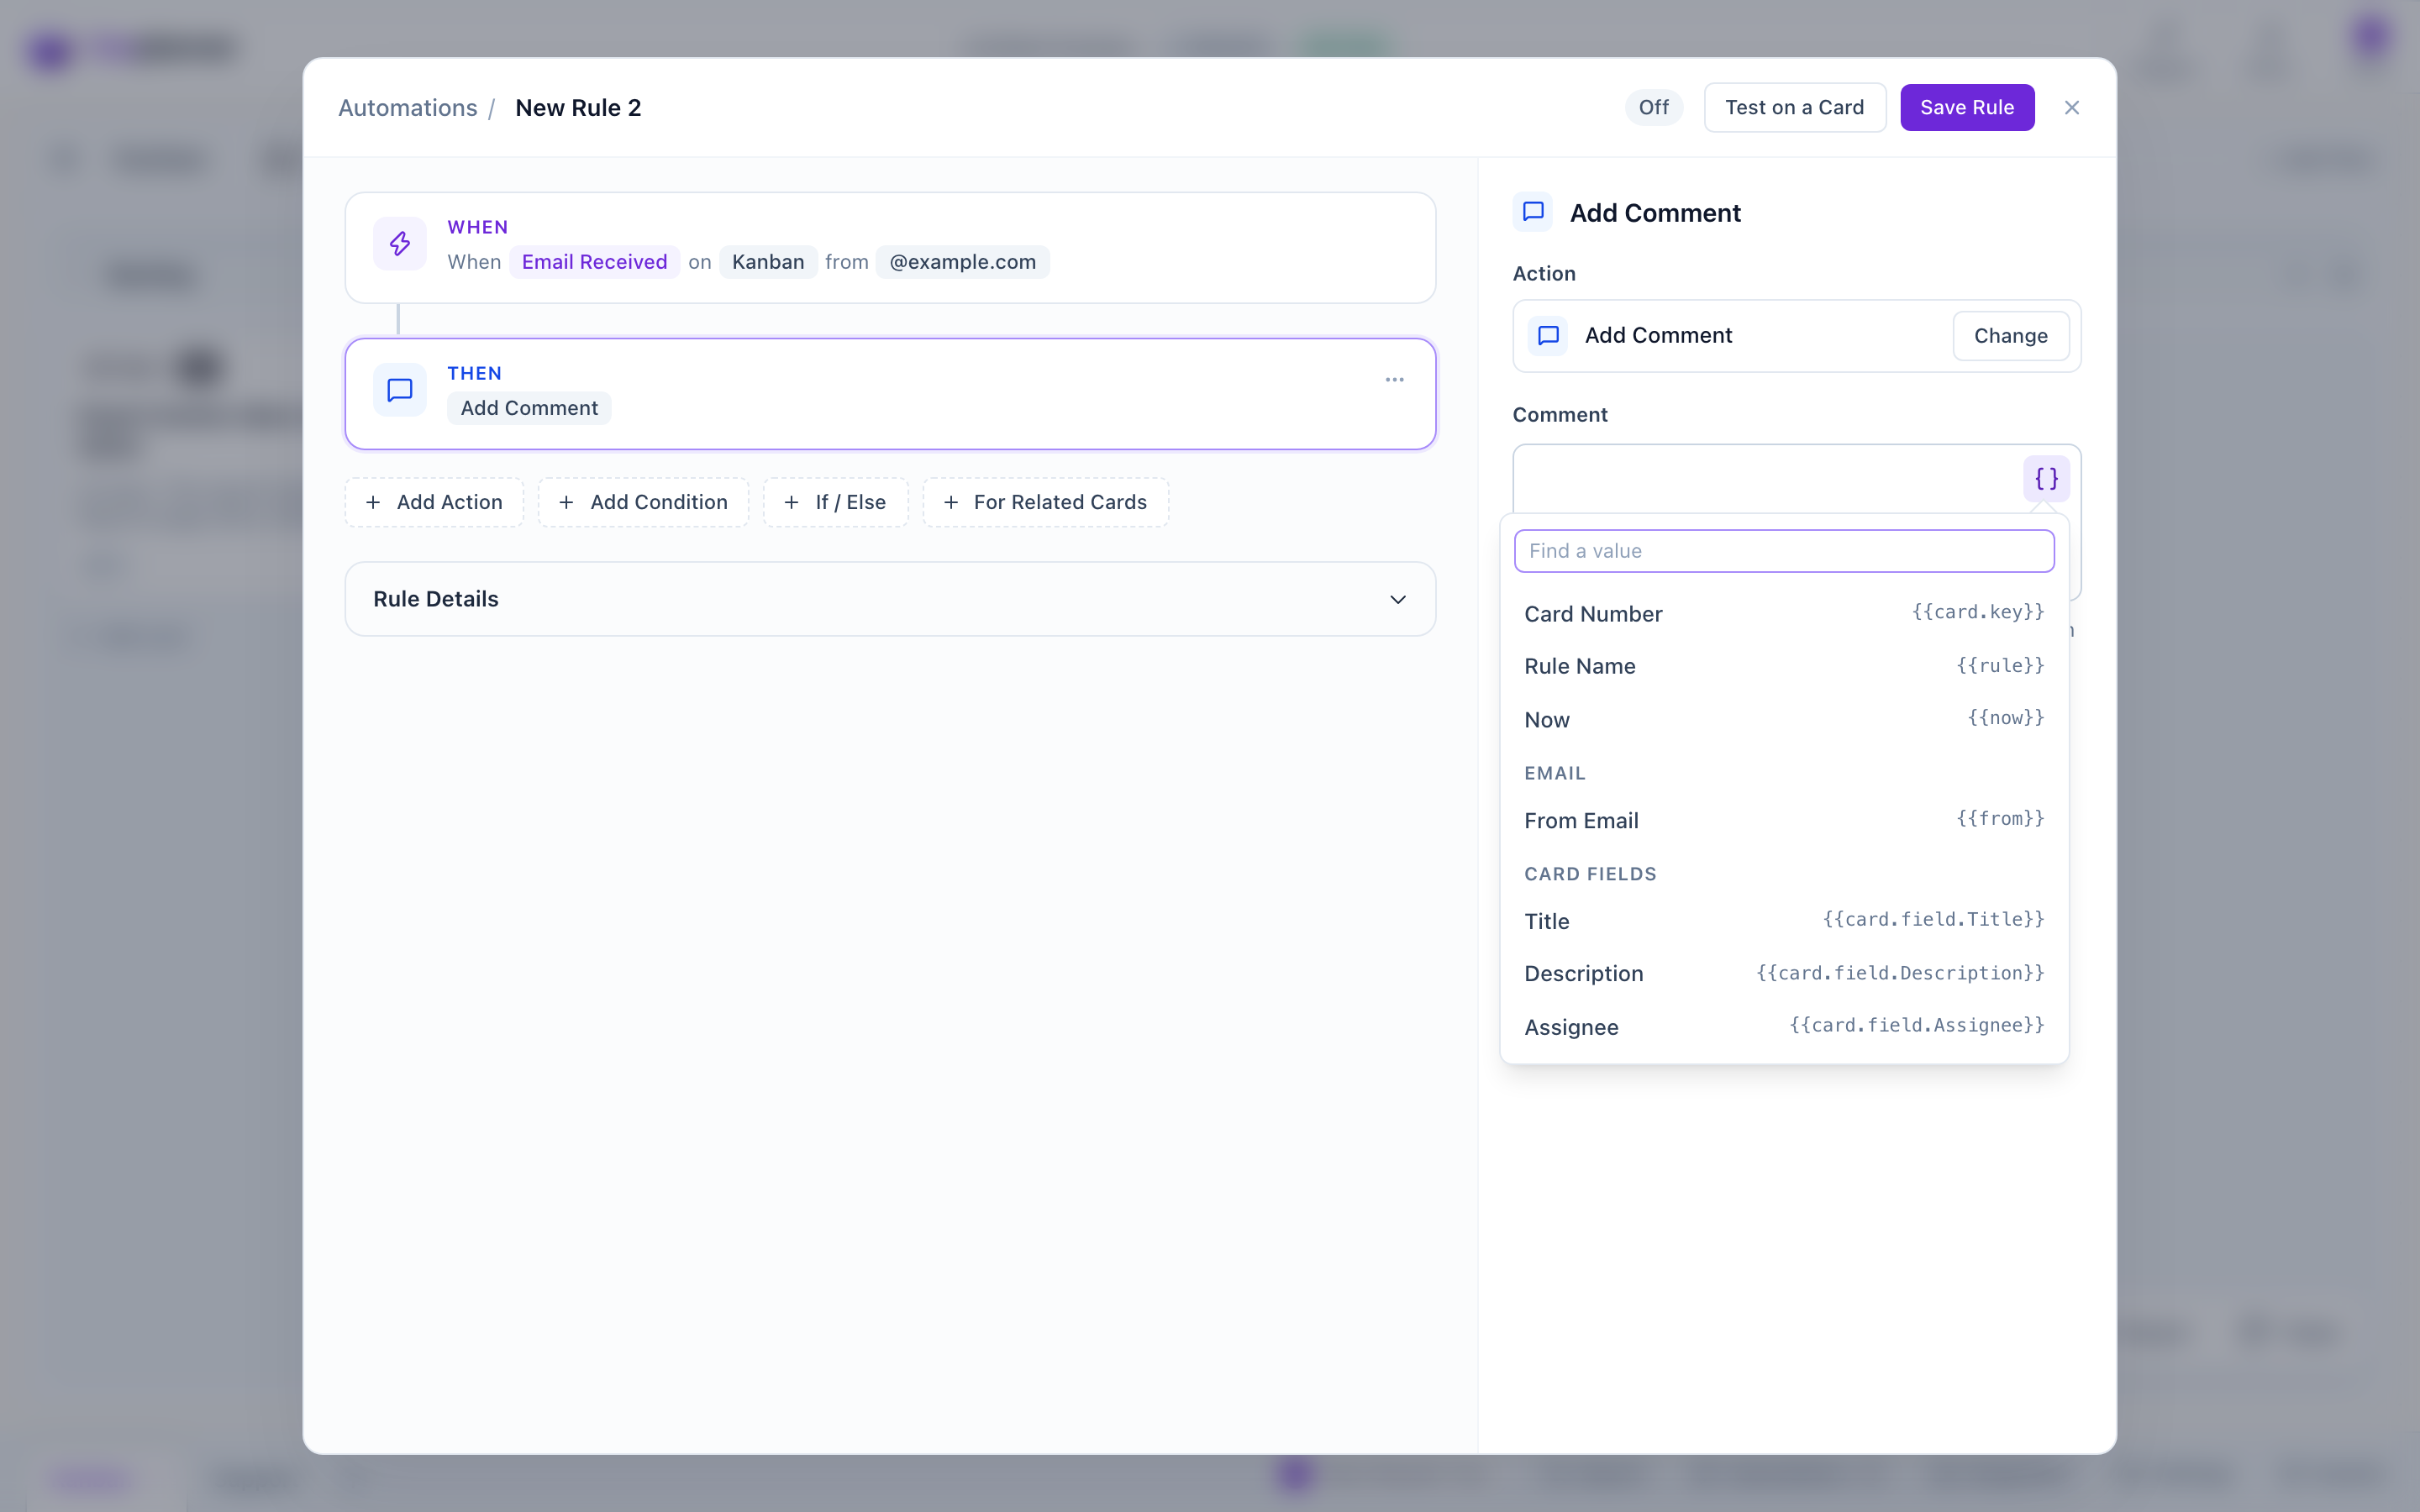 Automations / New Rule 2
Off
Test on a Card
Save Rule
WHEN
When Email Received on Kanban from @example.com
THEN
Add Comment
Add Action
Add Condition
If / Else
For Related Cards
Rule Details
Add Comment
Action
Add Comment
Change
Comment
{}
Find a value
Card Number {{card.key}}
Rule Name {{rule}}
Now {{now}}
EMAIL
From Email {{from}}
CARD FIELDS
Title {{card.field.Title}}
Description {{card.field.Description}}
Assignee {{card.field.Assignee}}